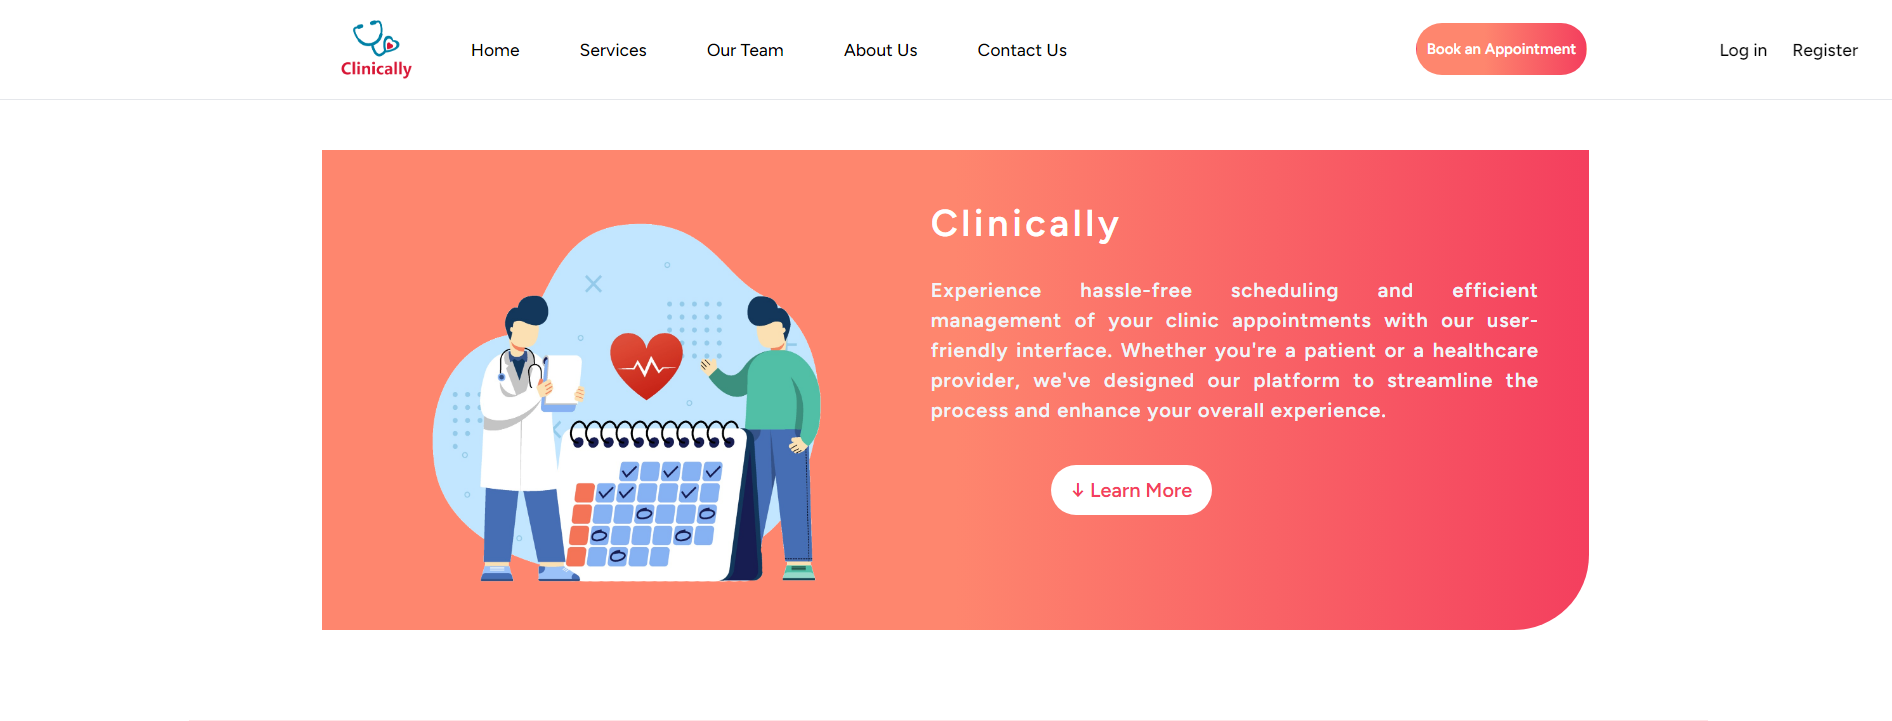 Clinically
Home
Services
Our Team
About Us
Contact Us
Book an Appointment
Log in
Register
Clinically
Experience hassle-free scheduling and efficient
management of your clinic appointments with our user-
friendly interface. Whether you're a patient or a healthcare
provider, we've designed our platform to streamline the
process and enhance your overall experience.
↓ Learn More